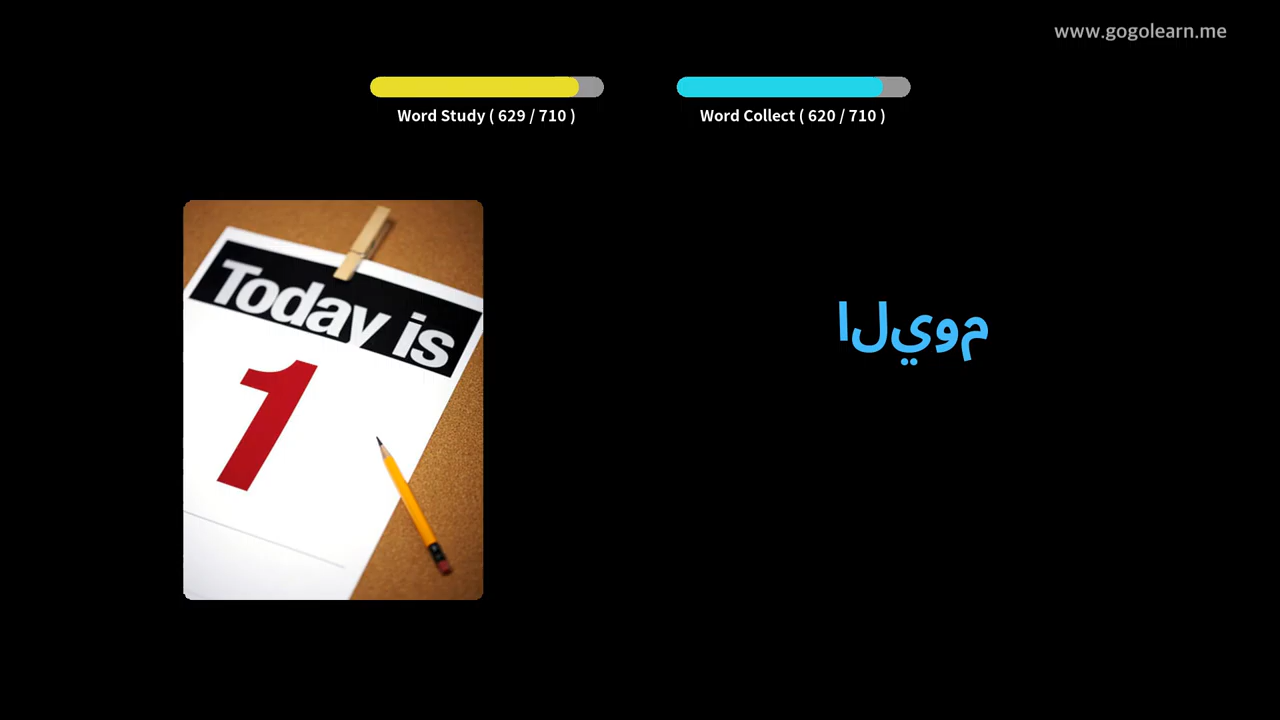 www.gogolearn.me
Word Study ( 629 / 710 )
Word Collect ( 620 / 710 )
Today is
1
اليوم